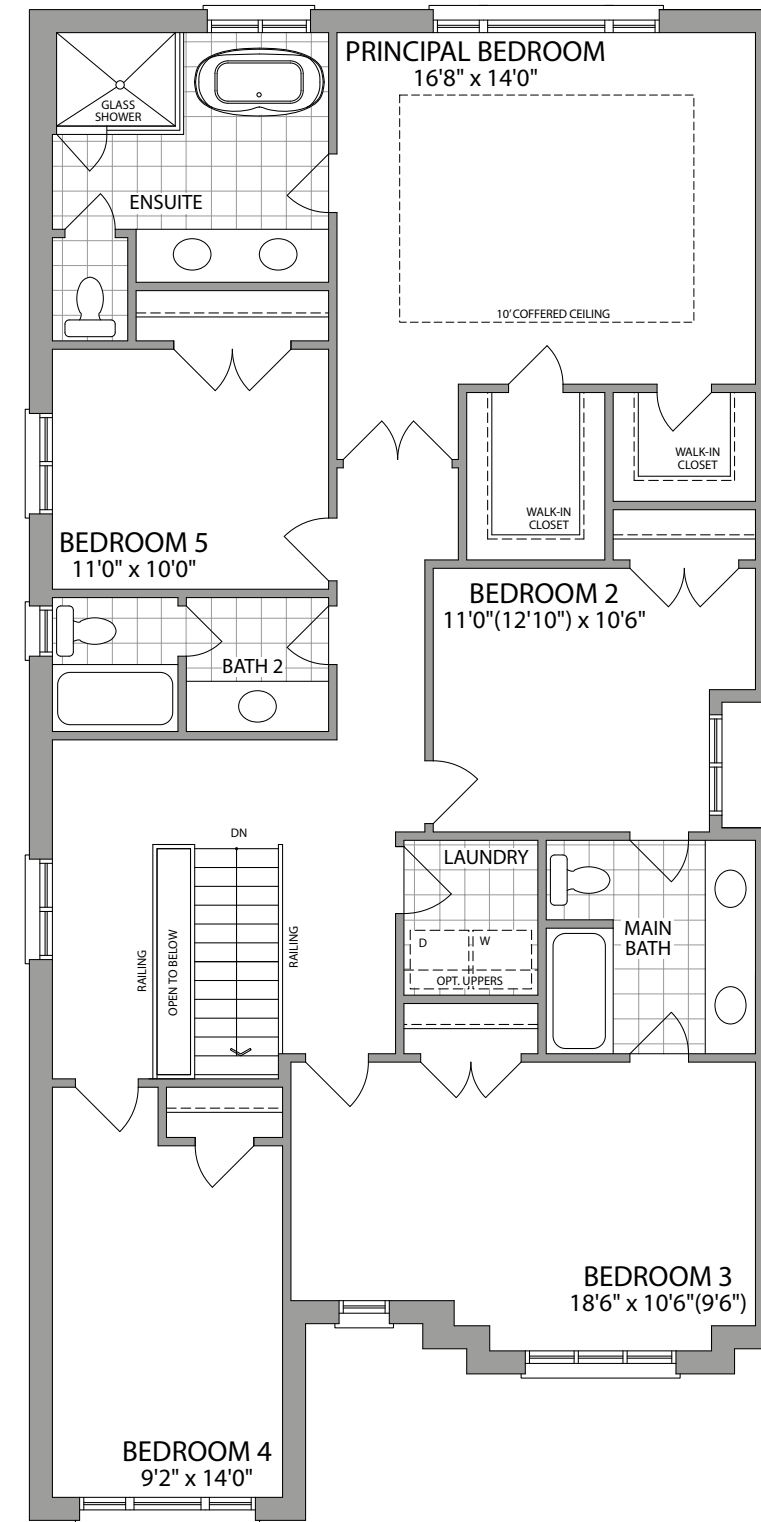 PRINCIPAL BEDROOM
16'8" x 14'0"
GLASS
SHOWER
ENSUITE
10' COFFERED CEILING
WALK-IN
CLOSET
WALK-IN
CLOSET
BEDROOM 5
11'0" x 10'0"
BEDROOM 2
11'0"(12'10") x 10'6"
BATH 2
DN
LAUNDRY
RAILING
OPEN TO BELOW
RAILING
D
W
OPT. UPPERS
MAIN
BATH
BEDROOM 3
18'6" x 10'6"(9'6")
BEDROOM 4
9'2" x 14'0"